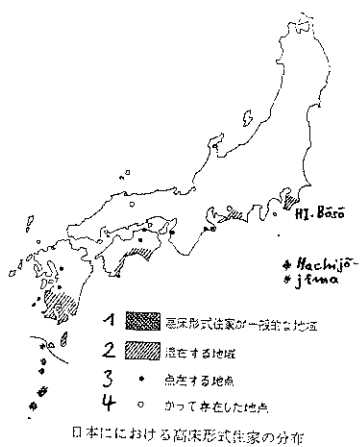 HI. Bōsō
Hachijō-
jima
1 高床形式住家が一般的な地域
2 混在する地域
3 点在する地点
4 かって存在した地点
日本にににおける高床形式住家の分布